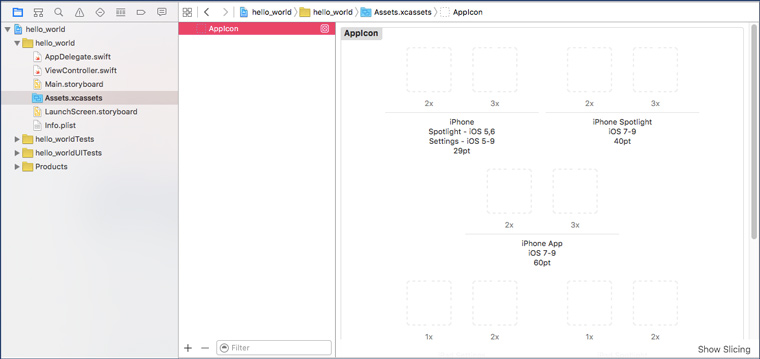 hello_world
hello_world
AppDelegate.swift
ViewController.swift
Main.storyboard
Assets.xcassets
LaunchScreen.storyboard
Info.plist
hello_worldTests
hello_worldUITests
Products
AppIcon
Filter
hello_world hello_world Assets.xcassets AppIcon
AppIcon
2x 3x 2x 3x
iPhone
Spotlight - iOS 5,6
Settings - iOS 5-9
29pt
iPhone Spotlight
iOS 7-9
40pt
2x 3x
iPhone App
iOS 7-9
60pt
1x 2x 1x 2x
Show Slicing